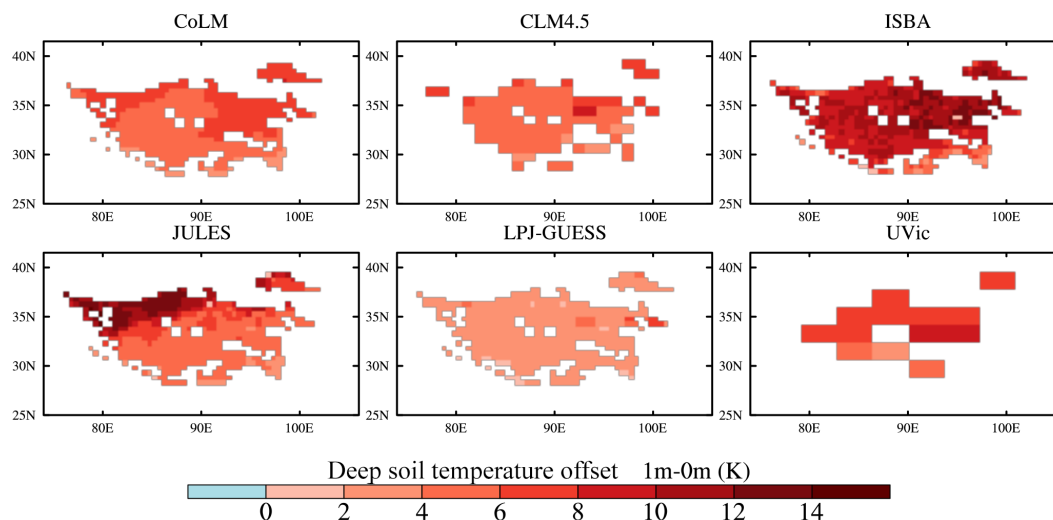 CoLM CLM4.5 ISBA
40N 40N 40N
35N 35N 35N
30N 30N 30N
25N 25N 25N
80E 90E 100E 80E 90E 100E 80E 90E 100E
JULES LPJ-GUESS UVic
40N 40N 40N
35N 35N 35N
30N 30N 30N
25N 25N 25N
80E 90E 100E 80E 90E 100E 80E 90E 100E
Deep soil temperature offset 1m-0m (K)
0 2 4 6 8 10 12 14